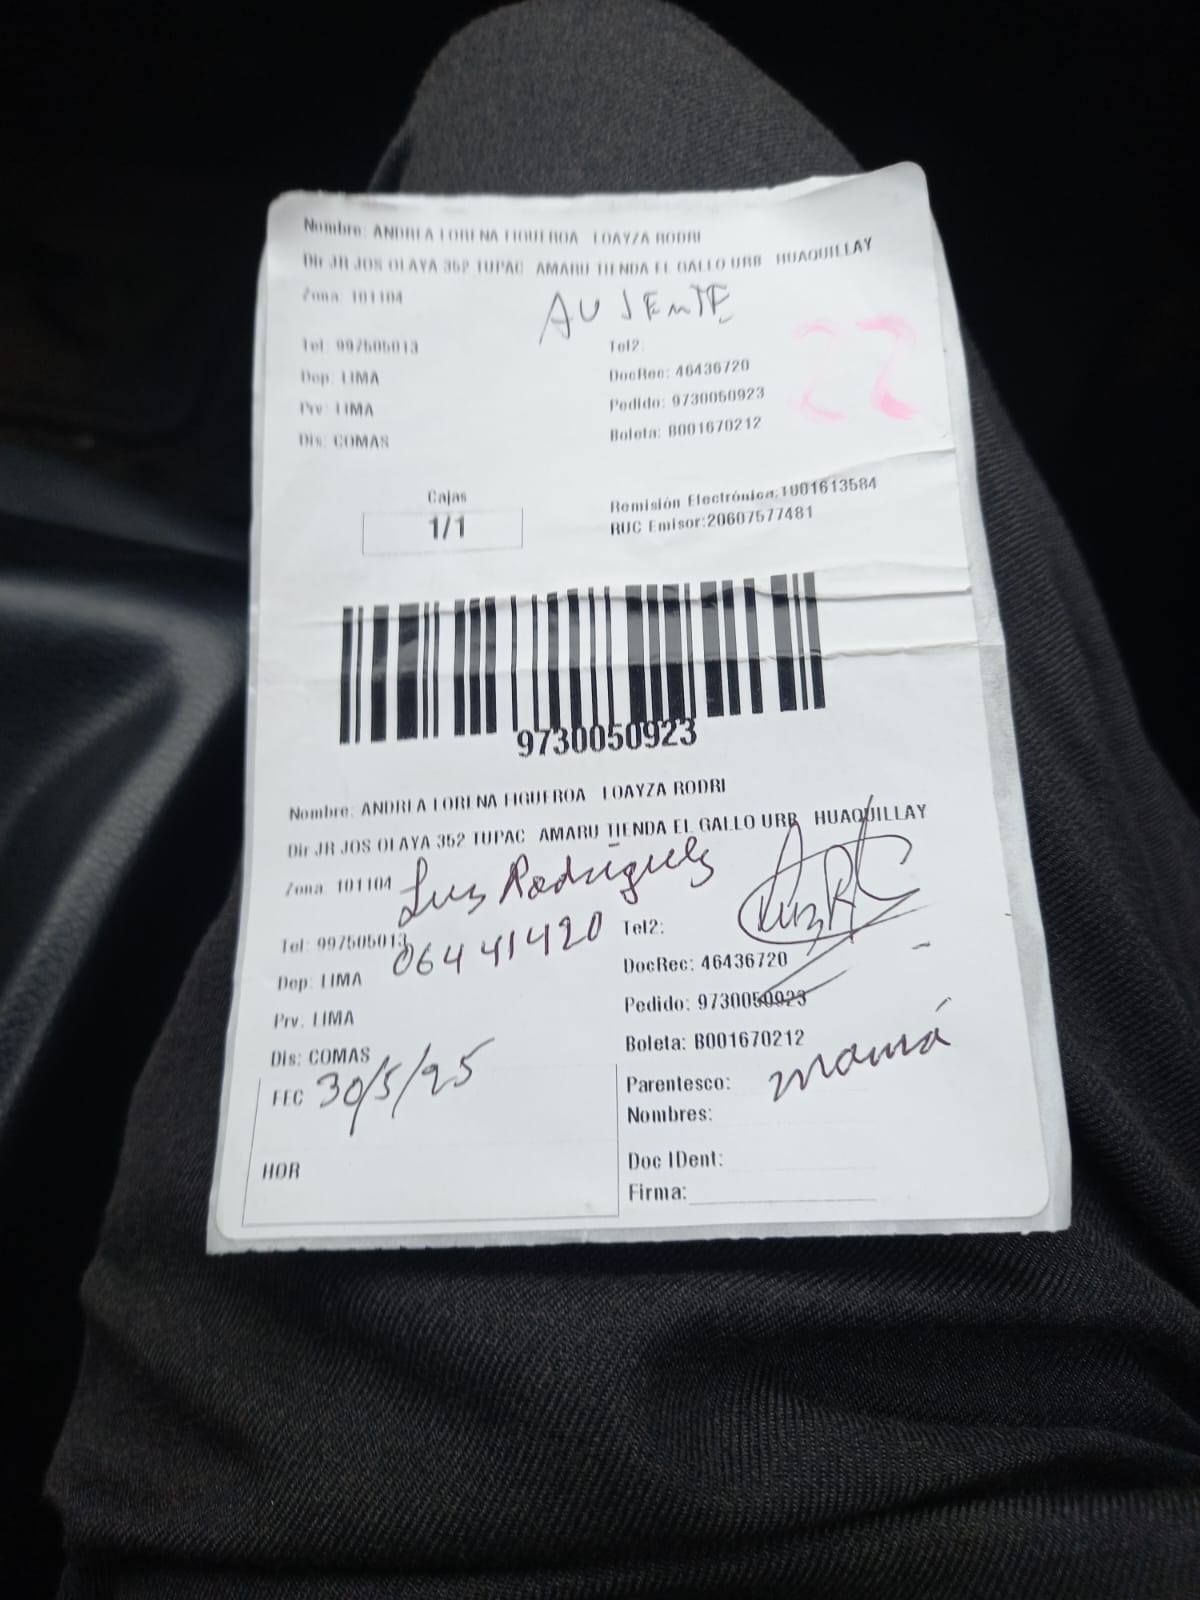 Nombre: ANDREA LORENA FIGUEROA LOAYZA RODRI
Dir JR JOS OLAYA 352 TUPAC AMARU TIENDA EL GALLO URB HUAQUILLAY
Zona: 101104
AUSENTE
22
Tel: 997505013
Tel2:
Dep: LIMA
DocRec: 46436720
Prv: LIMA
Pedido: 9730050923
Dis: COMAS
Boleta: B001670212
Cajas
1/1
Remisión Electrónica:T001613584
RUC Emisor:20607577481
9730050923
Nombre: ANDREA LORENA FIGUEROA LOAYZA RODRI
Dir JR JOS OLAYA 352 TUPAC AMARU TIENDA EL GALLO URB HUAQUILLAY
Zona: 101104
Luz Rodríguez
Tel: 997505013
06441420
Tel2:
Dep: LIMA
DocRec: 46436720
Prv. LIMA
Pedido: 9730050923
Dis: COMAS
Boleta: B001670212
FEC 30/5/25
Parentesco: mamá
Nombres:
HOR
Doc IDent:
Firma: